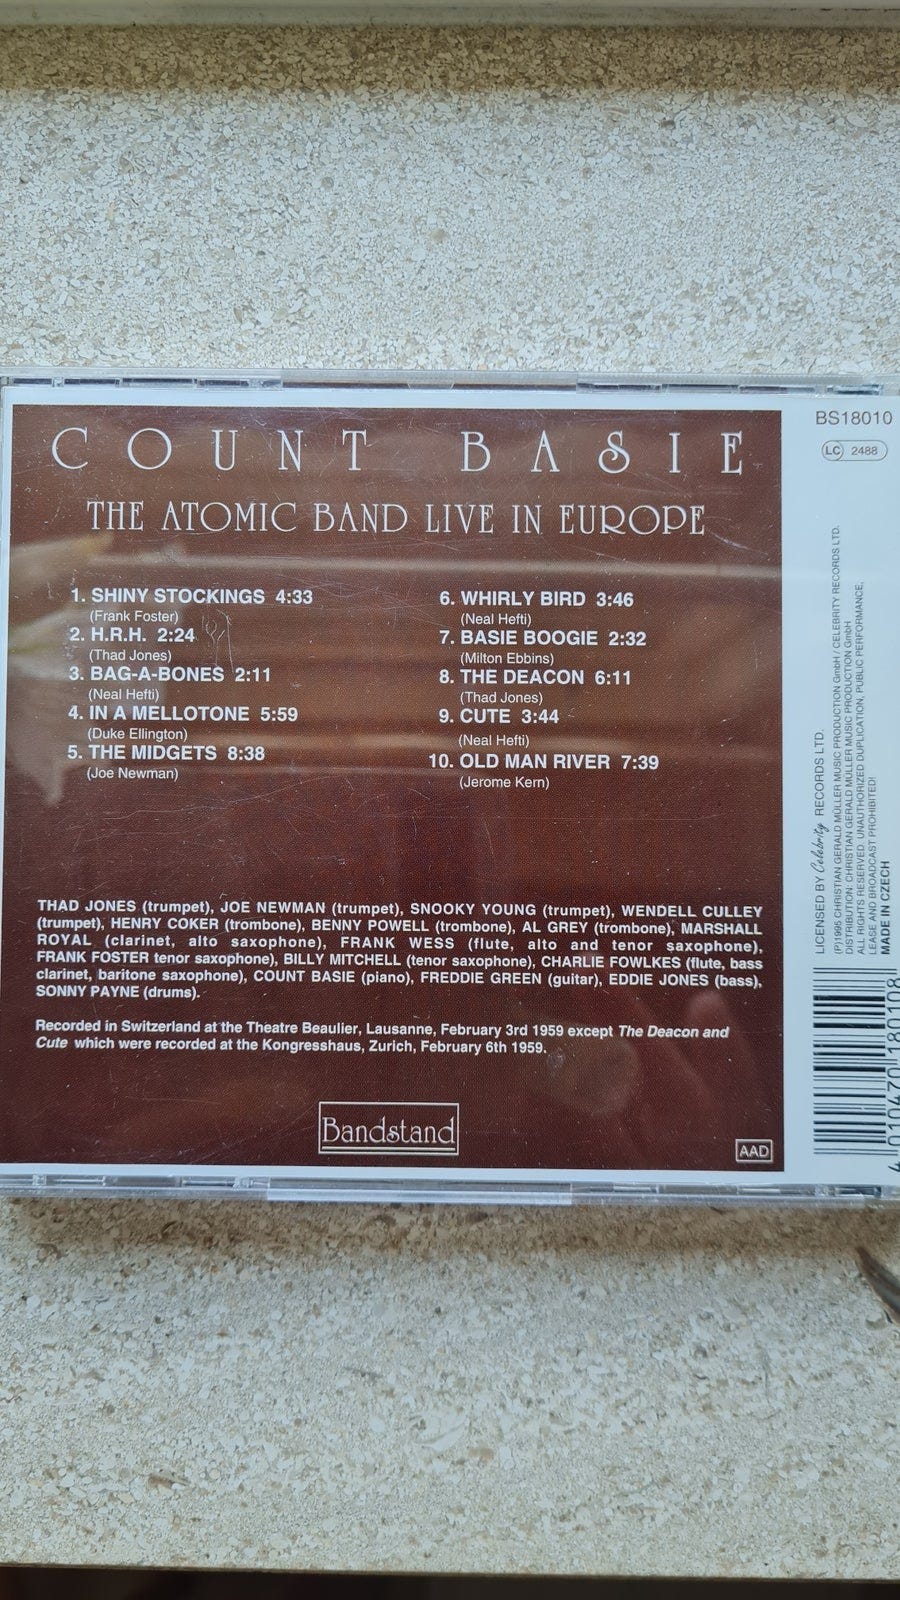 COUNT BASIE
THE ATOMIC BAND LIVE IN EUROPE
1. SHINY STOCKINGS 4:33
(Frank Foster)
2. H.R.H. 2:24
(Thad Jones)
3. BAG-A-BONES 2:11
(Neal Hefti)
4. IN A MELLOTONE 5:59
(Duke Ellington)
5. THE MIDGETS 8:38
(Joe Newman)
6. WHIRLY BIRD 3:46
(Neal Hefti)
7. BASIE BOOGIE 2:32
(Milton Ebbins)
8. THE DEACON 6:11
(Thad Jones)
9. CUTE 3:44
(Neal Hefti)
10. OLD MAN RIVER 7:39
(Jerome Kern)
THAD JONES (trumpet), JOE NEWMAN (trumpet), SNOOKY YOUNG (trumpet), WENDELL CULLEY
(trumpet), HENRY COKER (trombone), BENNY POWELL (trombone), AL GREY (trombone), MARSHALL
ROYAL (clarinet, alto saxophone), FRANK WESS (flute, alto and tenor saxophone),
FRANK FOSTER tenor saxophone), BILLY MITCHELL (tenor saxophone), CHARLIE FOWLKES (flute, bass
clarinet, baritone saxophone), COUNT BASIE (piano), FREDDIE GREEN (guitar), EDDIE JONES (bass),
SONNY PAYNE (drums).
Recorded in Switzerland at the Theatre Beaulier, Lausanne, February 3rd 1959 except The Deacon and
Cute which were recorded at the Kongresshaus, Zurich, February 6th 1959.
Bandstand
AAD
BS18010
LC 2488
LICENSED BY Celebrity RECORDS LTD.
(P)1995 CHRISTIAN GERALD MÜLLER MUSIC PRODUCTION GmbH / CELEBRITY RECORDS LTD.
DISTRIBUTION: CHRISTIAN GERALD MÜLLER MUSIC PRODUCTION GmbH
ALL RIGHTS RESERVED. UNAUTHORIZED DUPLICATION, PUBLIC PERFORMANCE,
LEASE AND BROADCAST PROHIBITED!
MADE IN CZECH
4 010470 180108